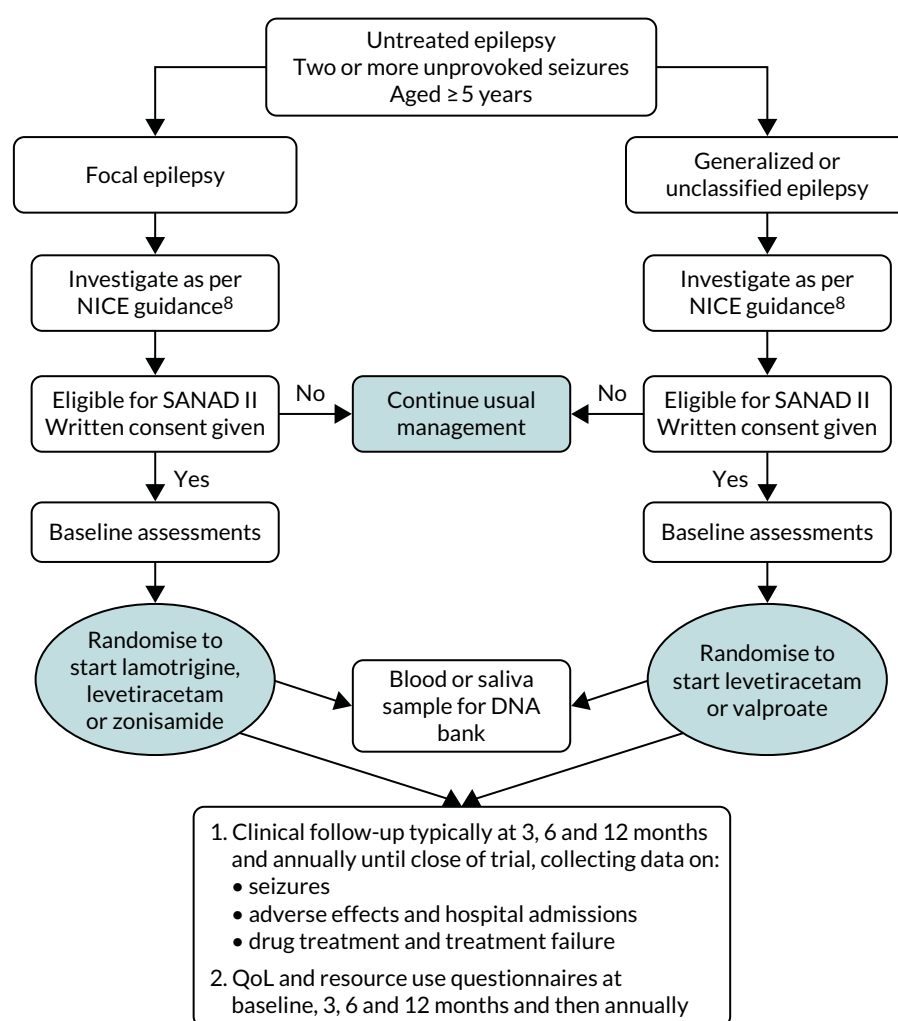 Untreated epilepsy
Two or more unprovoked seizures
Aged ≥ 5 years
Focal epilepsy
Generalized or
unclassified epilepsy
Investigate as per
NICE guidance⁸
Investigate as per
NICE guidance⁸
Eligible for SANAD II
Written consent given
No
Continue usual
management
No
Eligible for SANAD II
Written consent given
Yes
Yes
Baseline assessments
Baseline assessments
Randomise to
start lamotrigine,
levetiracetam
or zonisamide
Blood or saliva
sample for DNA
bank
Randomise to
start levetiracetam
or valproate
1. Clinical follow-up typically at 3, 6 and 12 months
and annually until close of trial, collecting data on:
• seizures
• adverse effects and hospital admissions
• drug treatment and treatment failure
2. QoL and resource use questionnaires at
baseline, 3, 6 and 12 months and then annually